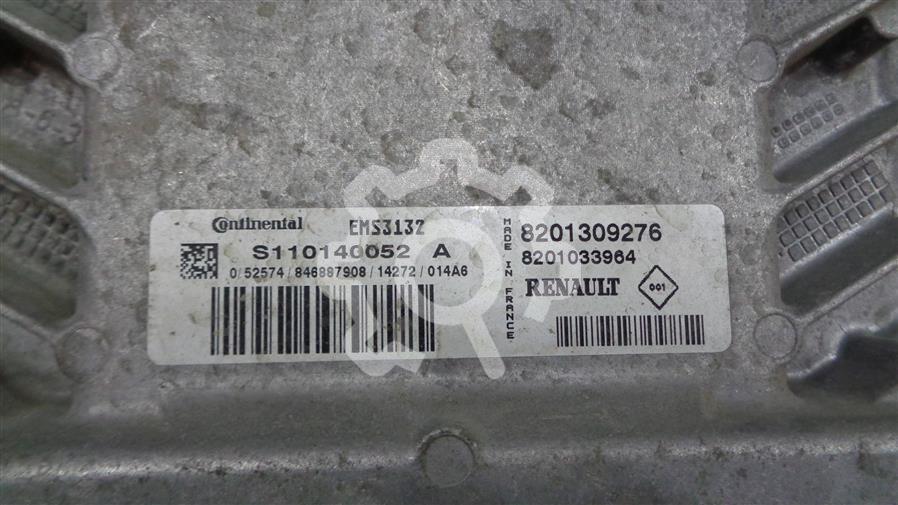 Continental EMS3132
S110140052 A
0/52574/846887908/14272/014A6
MADE IN FRANCE
8201309276
8201033964
RENAULT 001